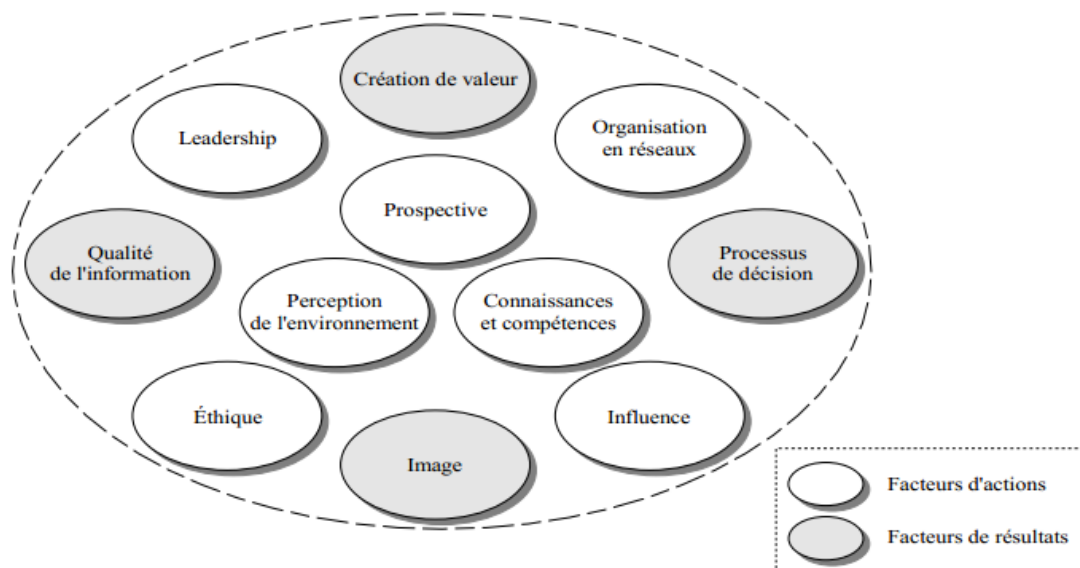 Création de valeur
Leadership
Organisation
en réseaux
Prospective
Qualité
de l'information
Processus
de décision
Perception
de l'environnement
Connaissances
et compétences
Éthique
Influence
Image
Facteurs d'actions
Facteurs de résultats